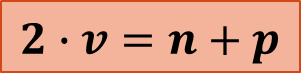 2 · v = n + p